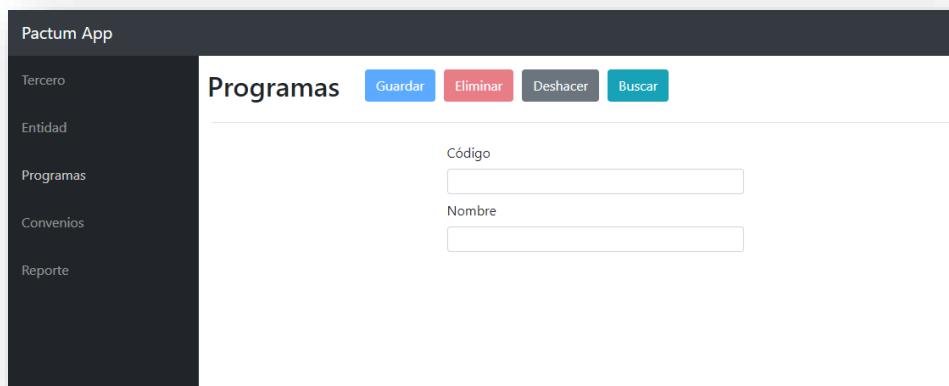 Pactum App
Tercero
Entidad
Programas
Convenios
Reporte
Programas Guardar Eliminar Deshacer Buscar
Código
Nombre